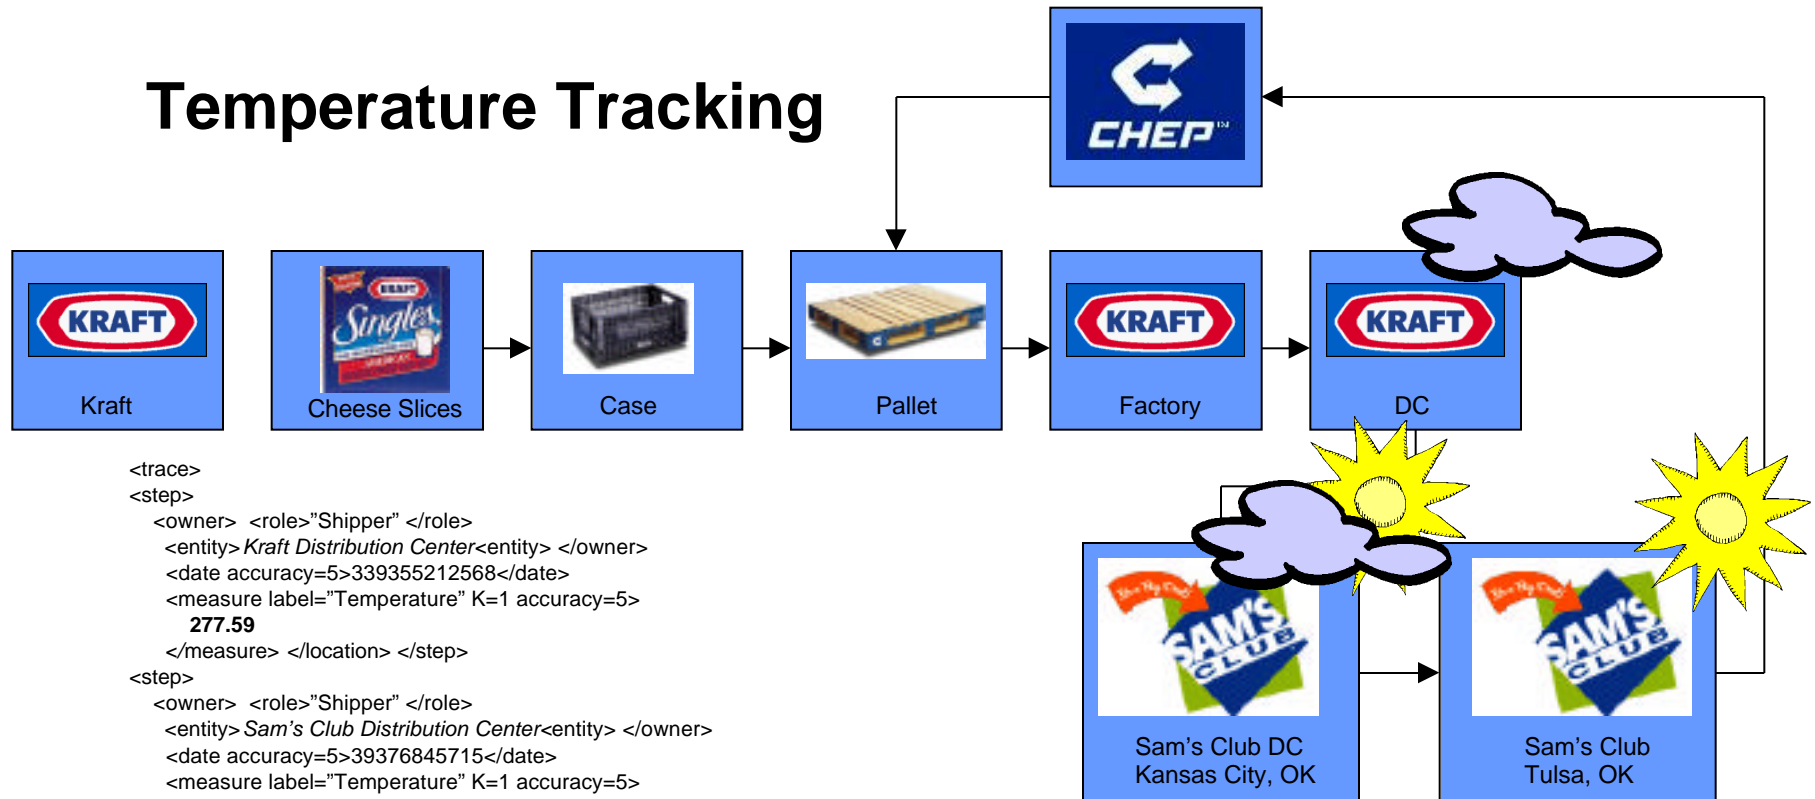 Temperature Tracking
CHEP™
KRAFT
Kraft
KRAFT
Singles
Cheese Slices
Case
Pallet
KRAFT
Factory
KRAFT
DC
<trace>
<step>
<owner> <role>”Shipper” </role>
<entity>Kraft Distribution Center<entity> </owner>
<date accuracy=5>339355212568</date>
<measure label=”Temperature” K=1 accuracy=5>
277.59
</measure> </location> </step>
<step>
<owner> <role>”Shipper” </role>
<entity>Sam’s Club Distribution Center<entity> </owner>
<date accuracy=5>39376845715</date>
<measure label=”Temperature” K=1 accuracy=5>
SAM'S
CLUB
Sam’s Club DC
Kansas City, OK
SAM'S
CLUB
Sam’s Club
Tulsa, OK